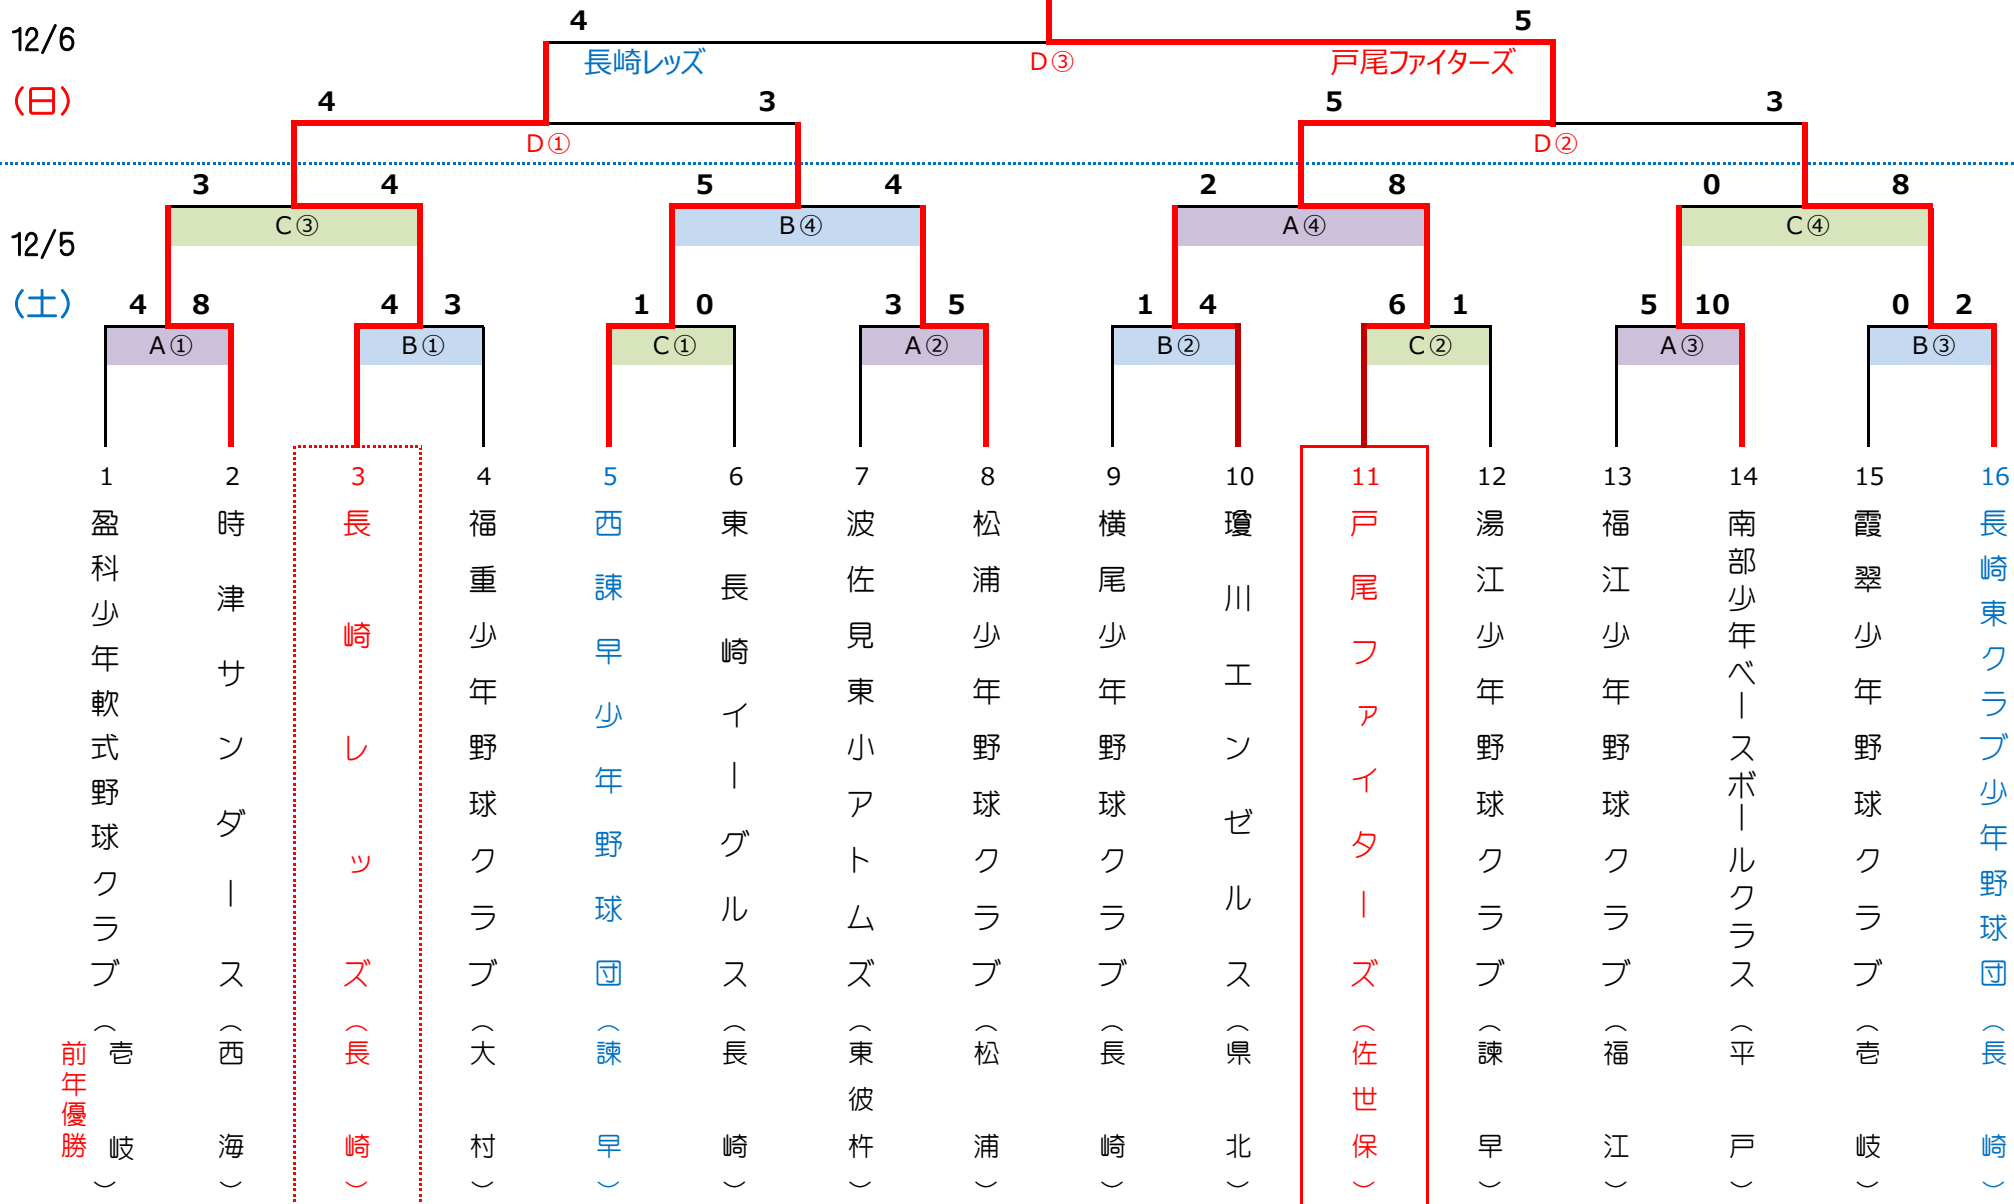 4 5
12/6
長崎レッズ D③ 戸尾ファイターズ
(日)
4 3 5 3
D① D②
3 4 5 4 2 8 0 8
C③ B④ A④ C④
12/5
(土)
4 8 4 3 1 0 3 5 1 4 6 1 5 10 0 2
A① B① C① A② B② C② A③ B③
1 盈科少年軟式野球クラブ(壱岐)
前年優勝
2 時津サンダース(西海)
3 長崎レッズ(長崎)
4 福重少年野球クラブ(大村)
5 西諫早少年野球団(諫早)
6 東長崎イーグルス(長崎)
7 波佐見東小アトムズ(東彼杵)
8 松浦少年野球クラブ(松浦)
9 横尾少年野球クラブ(長崎)
10 瓊川エンゼルス(県北)
11 戸尾ファイターズ(佐世保)
12 湯江少年野球クラブ(諫早)
13 福江少年野球クラブ(福江)
14 南部少年ベースボールクラス(平戸)
15 霞翠少年野球クラブ(壱岐)
16 長崎東クラブ少年野球団(長崎)